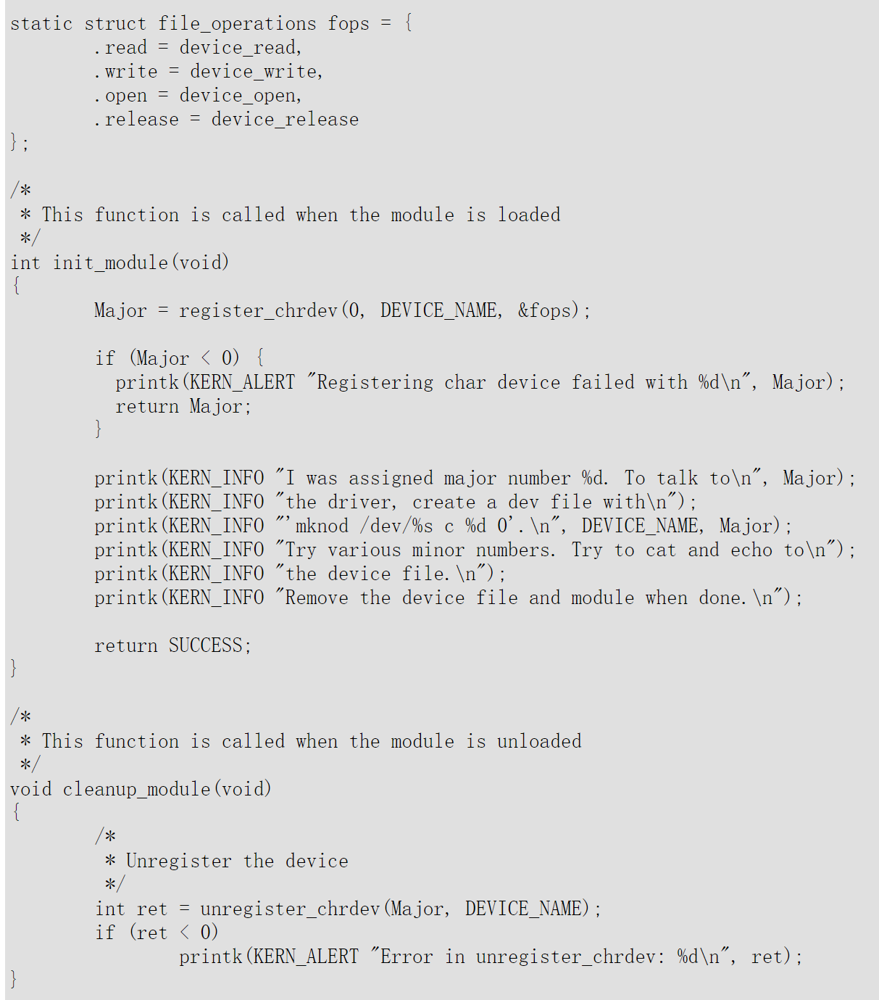 static struct file_operations fops = {
        .read = device_read,
        .write = device_write,
        .open = device_open,
        .release = device_release
};

/*
 * This function is called when the module is loaded
 */
int init_module(void)
{
        Major = register_chrdev(0, DEVICE_NAME, &fops);

        if (Major < 0) {
          printk(KERN_ALERT "Registering char device failed with %d\n", Major);
          return Major;
        }

        printk(KERN_INFO "I was assigned major number %d. To talk to\n", Major);
        printk(KERN_INFO "the driver, create a dev file with\n");
        printk(KERN_INFO "'mknod /dev/%s c %d 0'.\n", DEVICE_NAME, Major);
        printk(KERN_INFO "Try various minor numbers. Try to cat and echo to\n");
        printk(KERN_INFO "the device file.\n");
        printk(KERN_INFO "Remove the device file and module when done.\n");

        return SUCCESS;
}

/*
 * This function is called when the module is unloaded
 */
void cleanup_module(void)
{
        /*
         * Unregister the device
         */
        int ret = unregister_chrdev(Major, DEVICE_NAME);
        if (ret < 0)
                printk(KERN_ALERT "Error in unregister_chrdev: %d\n", ret);
}